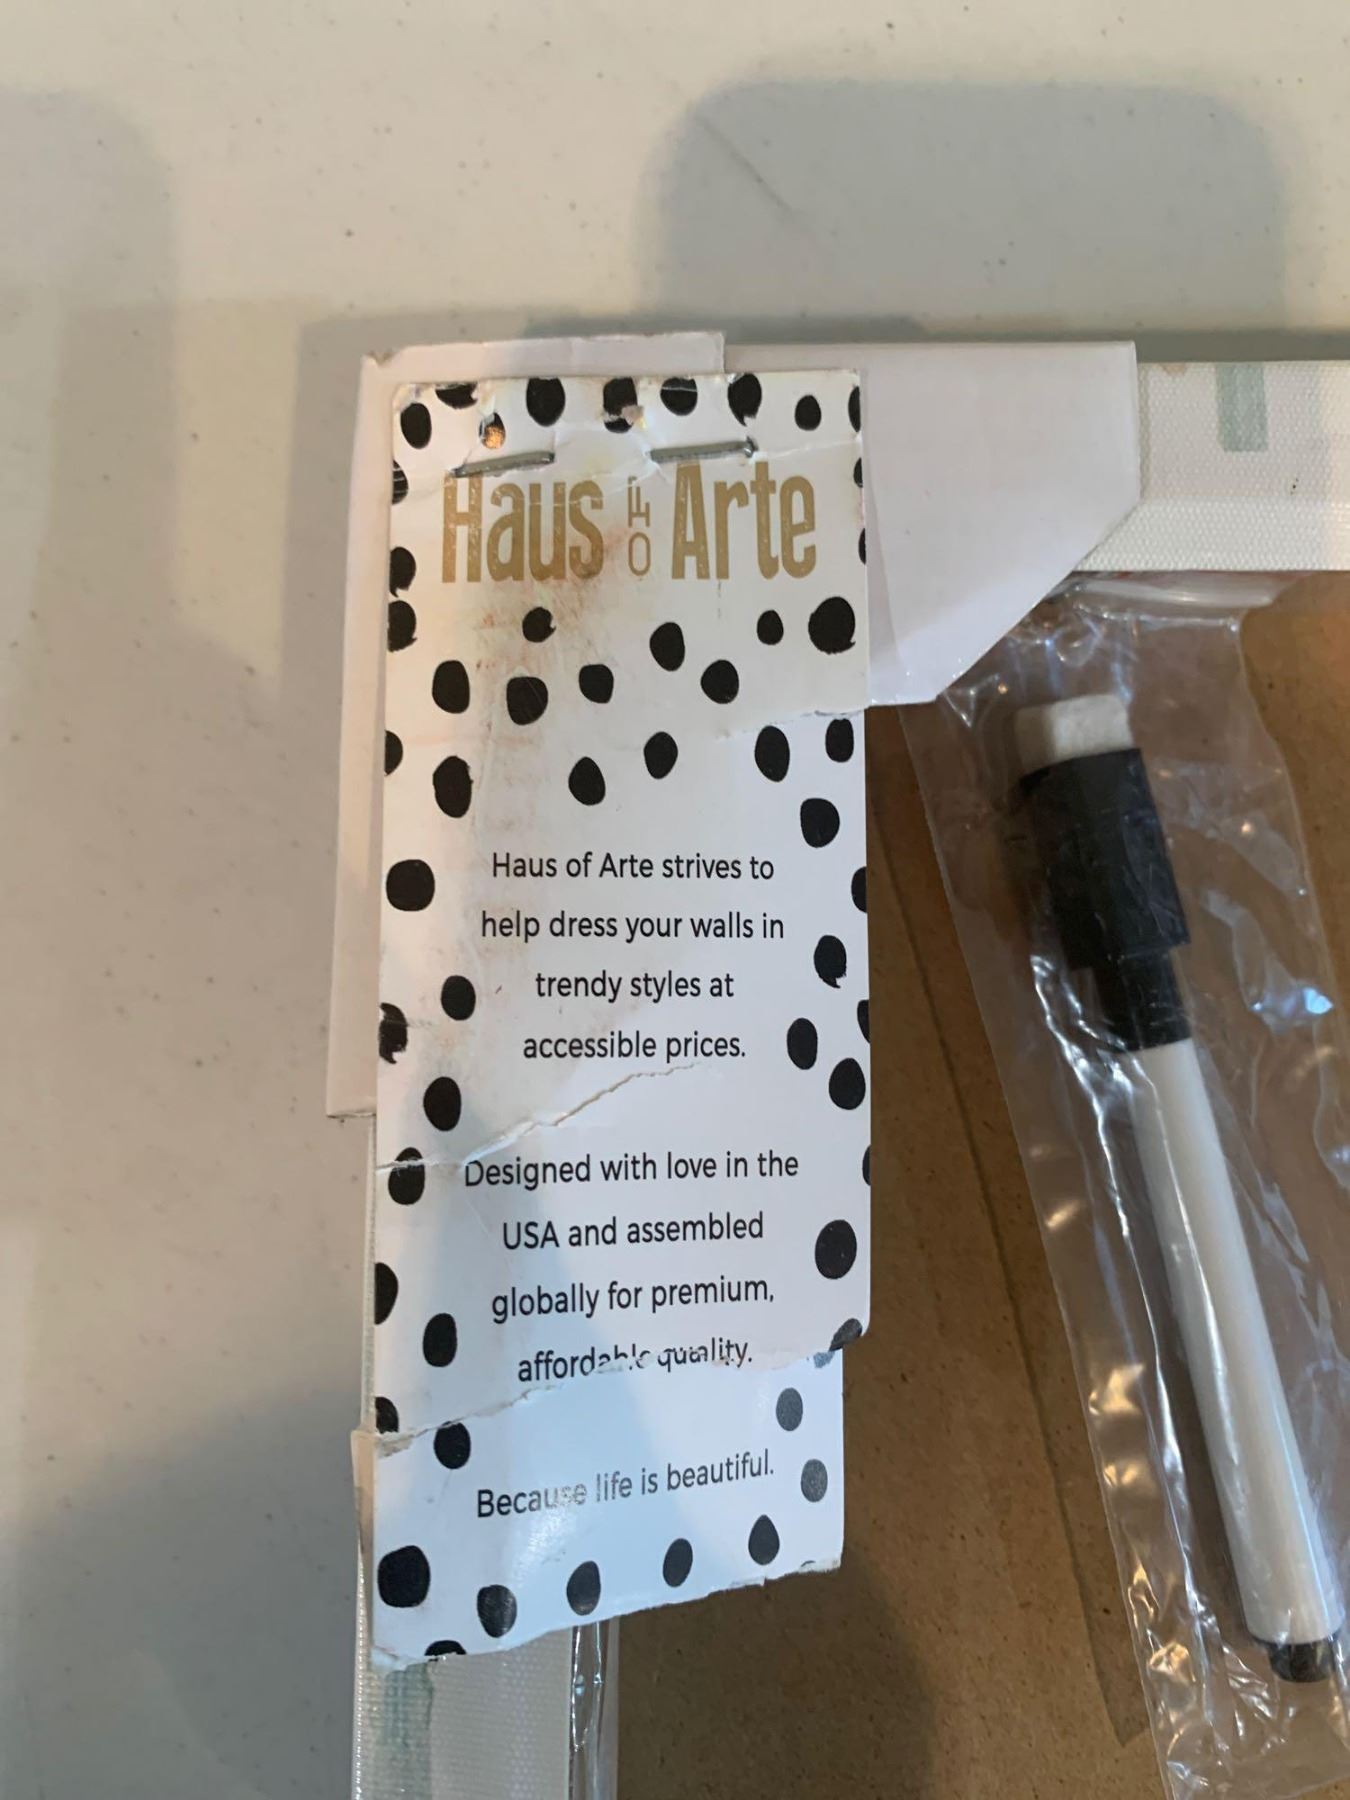 Haus OF Arte
Haus of Arte strives to
help dress your walls in
trendy styles at
accessible prices.
Designed with love in the
USA and assembled
globally for premium,
affordable quality.
Because life is beautiful.